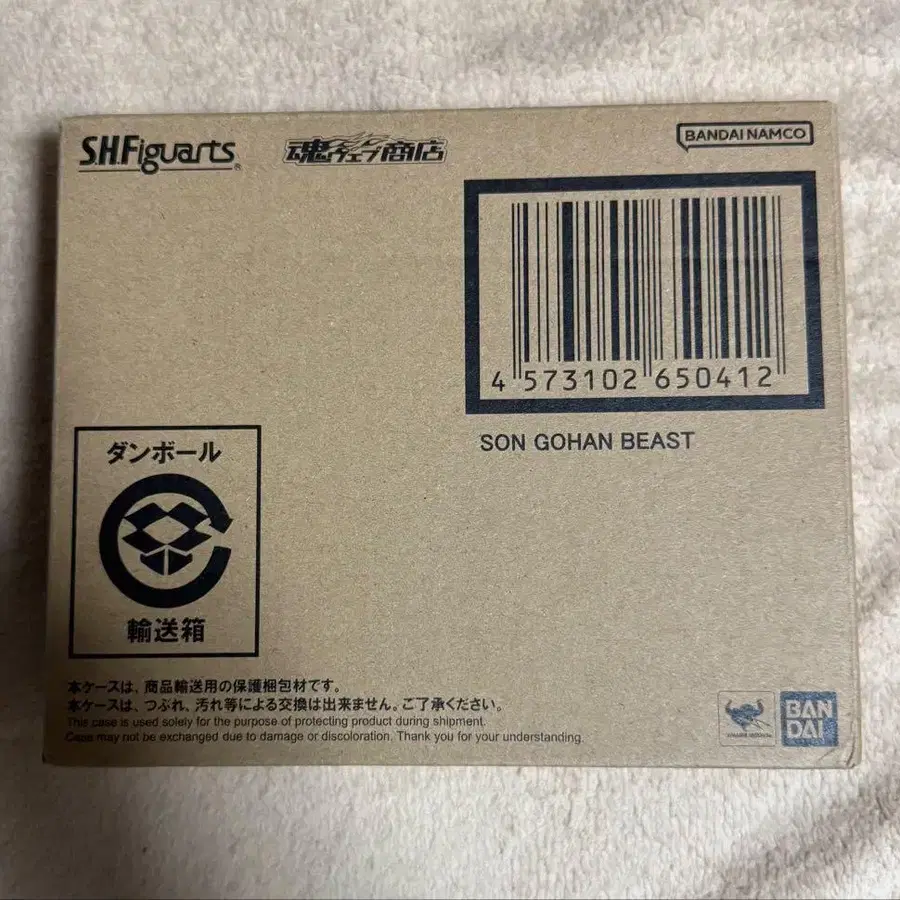 S.H.Figuarts®
魂ウェブ商店
BANDAI NAMCO
4 573102 650412
SON GOHAN BEAST
ダンボール
輸送箱
本ケースは、商品輸送用の保護梱包材です。
本ケースは、つぶれ、汚れ等による交換は出来ません。ご了承ください。
This case is used solely for the purpose of protecting product during shipment.
Case may not be exchanged due to damage or discoloration. Thank you for your understanding.
BAN
DAI